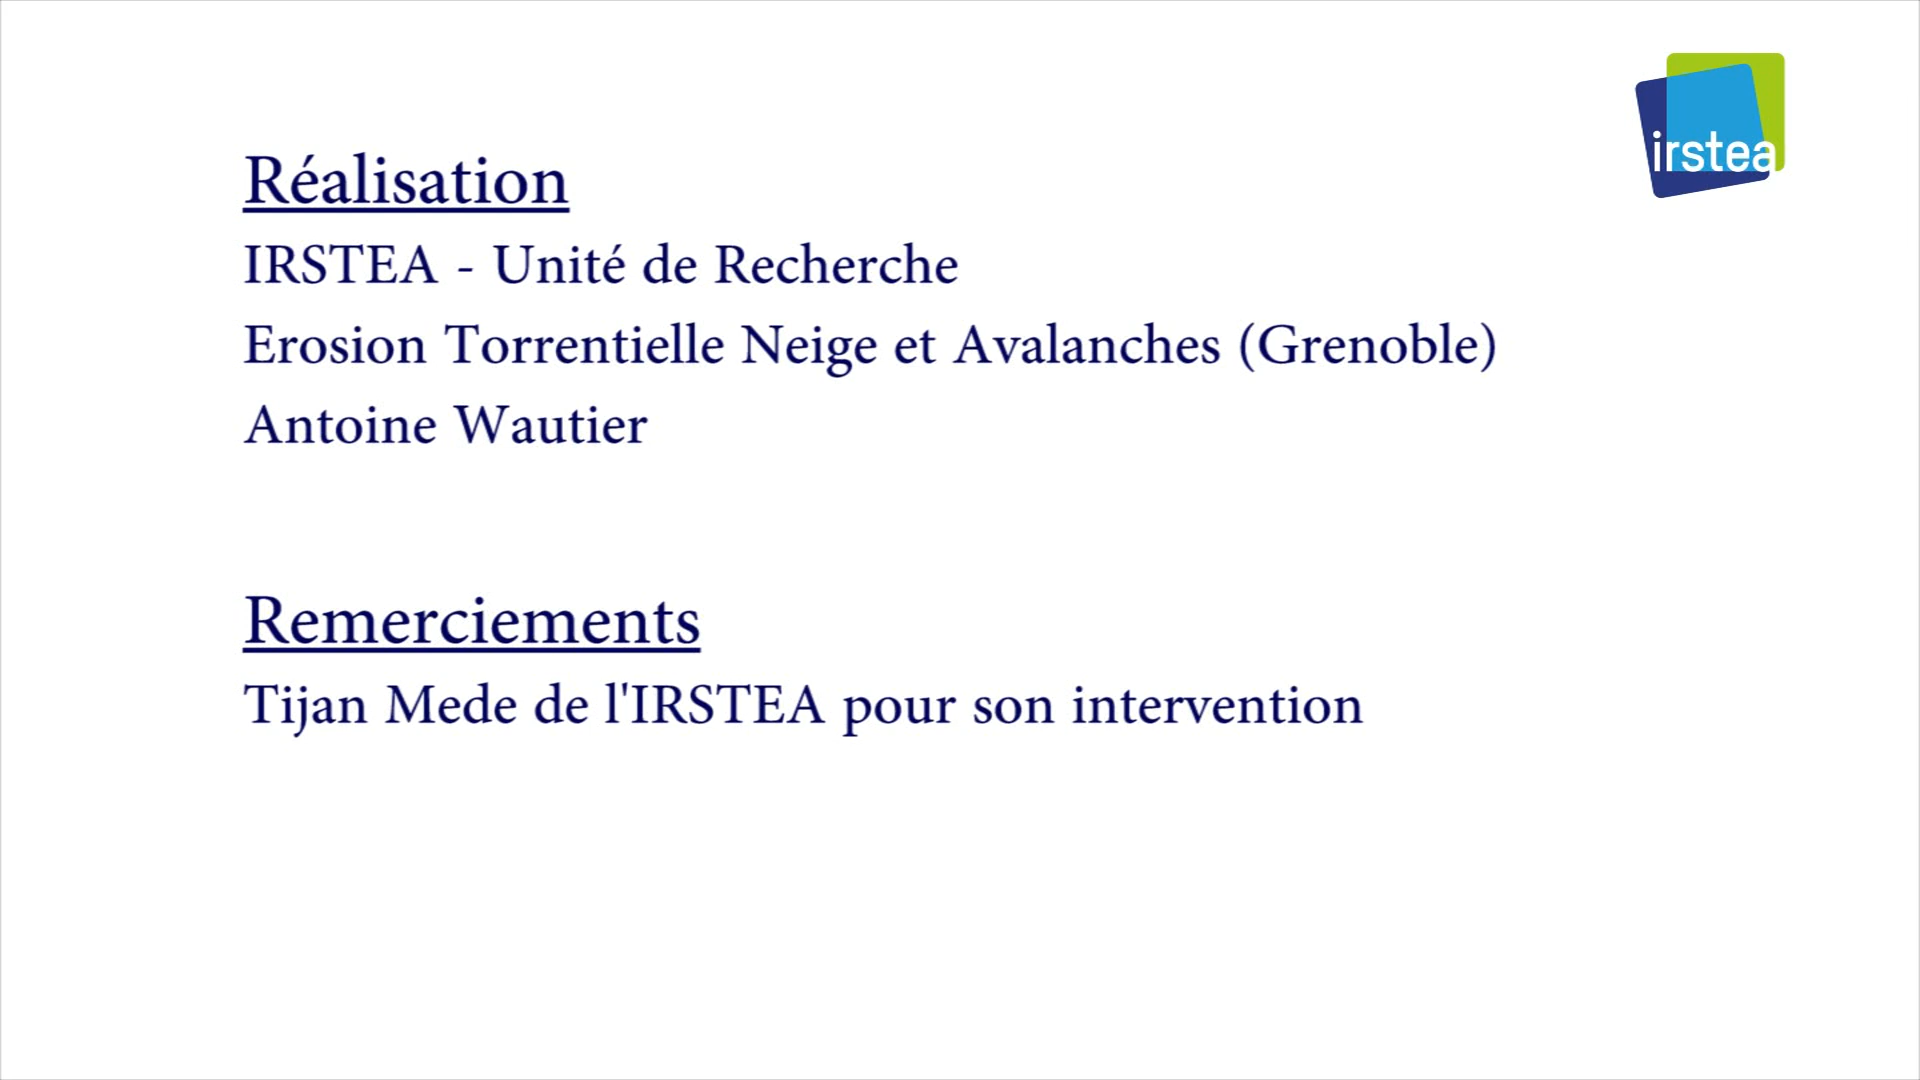 irstea
Réalisation
IRSTEA - Unité de Recherche
Erosion Torrentielle Neige et Avalanches (Grenoble)
Antoine Wautier
Remerciements
Tijan Mede de l'IRSTEA pour son intervention